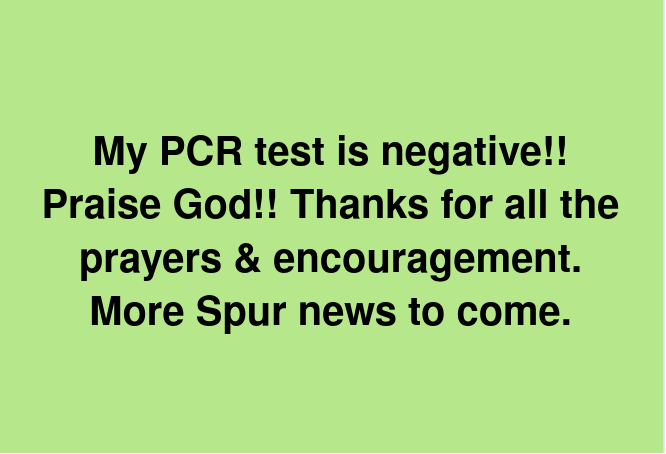 My PCR test is negative!!
Praise God!! Thanks for all the
prayers & encouragement.
More Spur news to come.